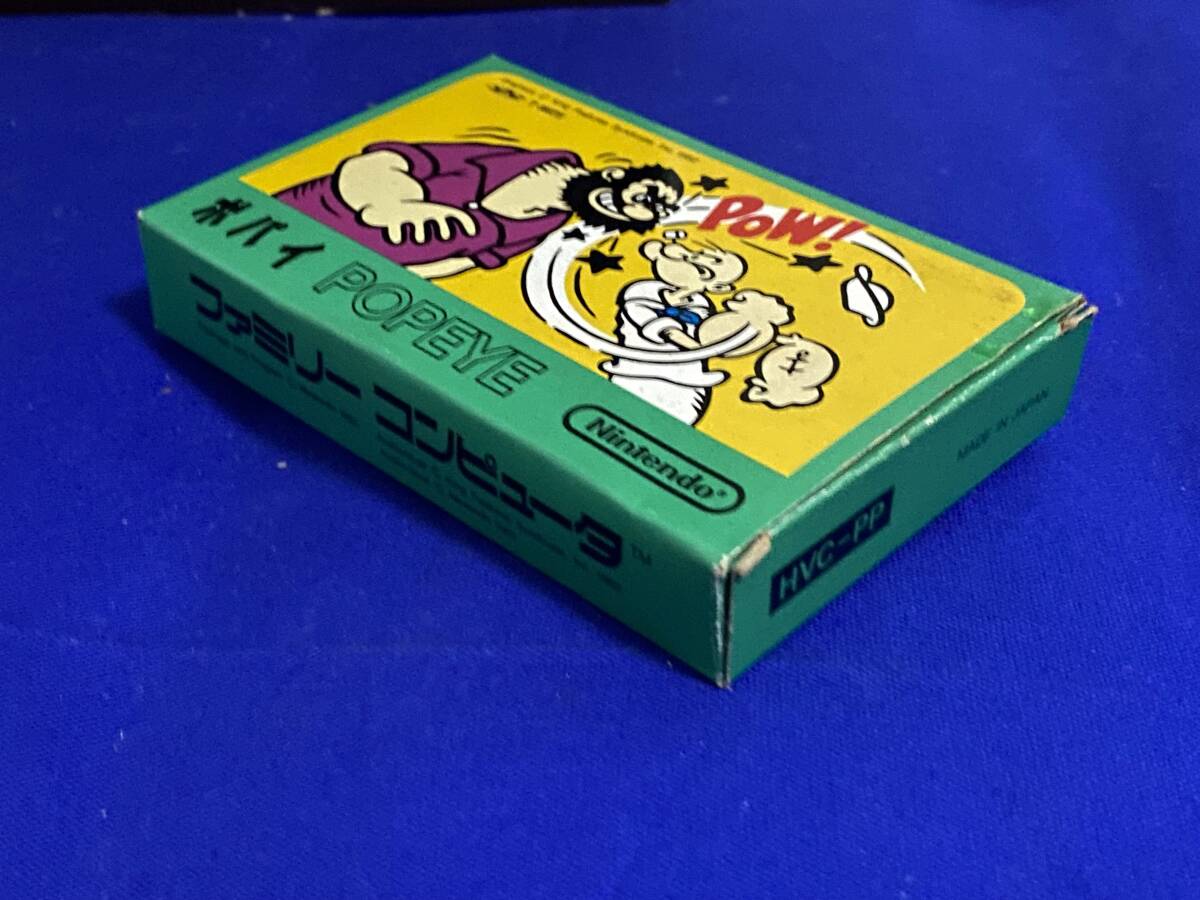 POW!
ポパイ POPEYE
Nintendo®
ファミリー コンピュータ™
HVC-PP
MADE IN JAPAN